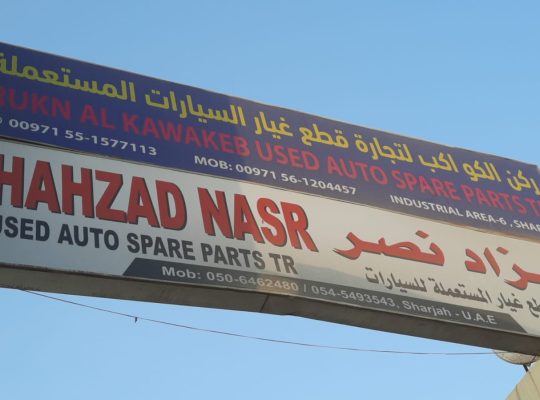 ركن الكواكب لتجارة قطع غيار السيارات المستعملة
RUKN AL KAWAKEB USED AUTO SPARE PARTS TR
00971 55-1577113
MOB: 00971 56-1204457
INDUSTRIAL AREA-6, SHAR
HAHZAD NASR
زاد نصر
USED AUTO SPARE PARTS TR
طع غيار المستعملة للسيارات
Mob: 050-6462480 / 054-5493543, Sharjah - U.A.E